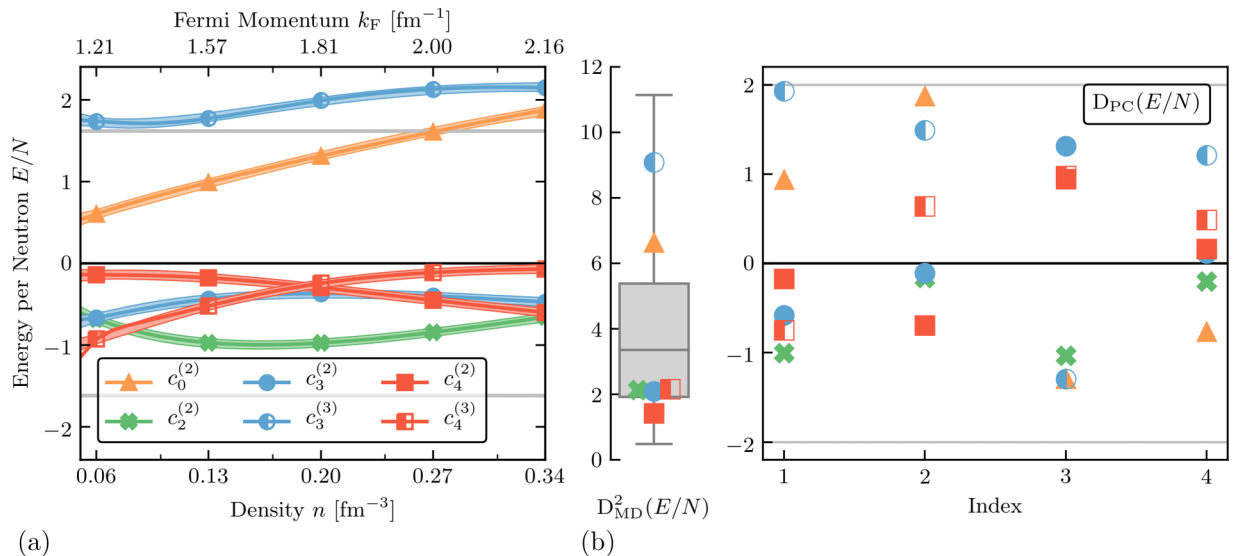 Fermi Momentum k_F [fm⁻¹]
1.21 1.57 1.81 2.00 2.16
Energy per Neutron E/N
2
1
0
−1
−2
c_0^(2) c_3^(2) c_4^(2)
c_2^(2) c_3^(3) c_4^(3)
0.06 0.13 0.20 0.27 0.34
Density n [fm⁻³]
(a)
12
10
8
6
4
2
0
D²_MD(E/N)
(b)
D_PC(E/N)
2
1
0
−1
−2
1 2 3 4
Index